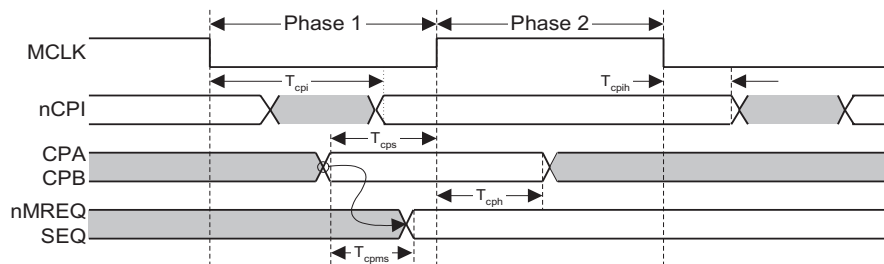 Phase 1 Phase 2
MCLK
Tcpi Tcpih
nCPI
Tcps
CPA
CPB
Tcph
nMREQ
SEQ
Tcpms